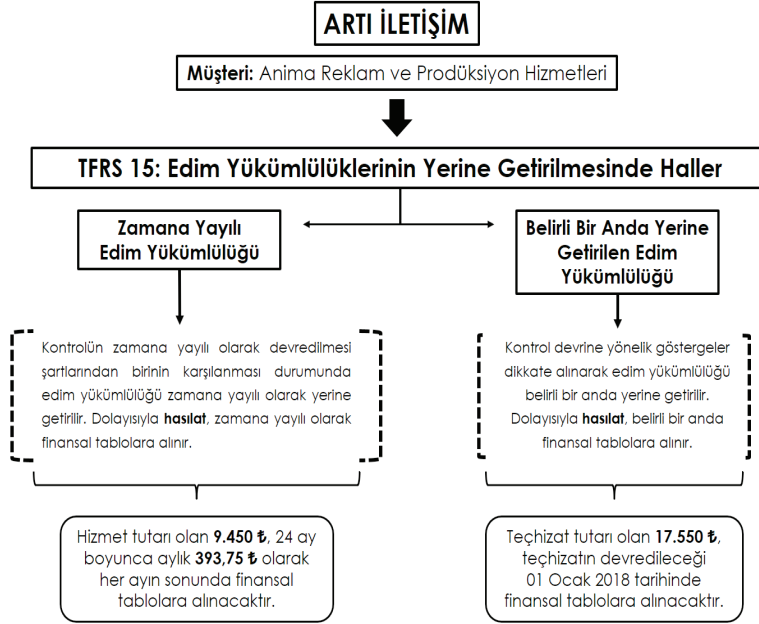 ARTI İLETİŞİM
Müşteri: Anima Reklam ve Prodüksiyon Hizmetleri
TFRS 15: Edim Yükümlülüklerinin Yerine Getirilmesinde Haller
Zamana Yayılı
Edim Yükümlülüğü
Belirli Bir Anda Yerine
Getirilen Edim
Yükümlülüğü
Kontrolün zamana yayılı olarak devredilmesi
şartlarından birinin karşılanması durumunda
edim yükümlülüğü zamana yayılı olarak yerine
getirilir. Dolayısıyla hasılat, zamana yayılı olarak
finansal tablolara alınır.
Kontrol devrine yönelik göstergeler
dikkate alınarak edim yükümlülüğü
belirli bir anda yerine getirilir.
Dolayısıyla hasılat, belirli bir anda
finansal tablolara alınır.
Hizmet tutarı olan 9.450 ₺, 24 ay
boyunca aylık 393,75 ₺ olarak
her ayın sonunda finansal
tablolara alınacaktır.
Teçhizat tutarı olan 17.550 ₺,
teçhizatın devredileceği
01 Ocak 2018 tarihinde
finansal tablolara alınacaktır.